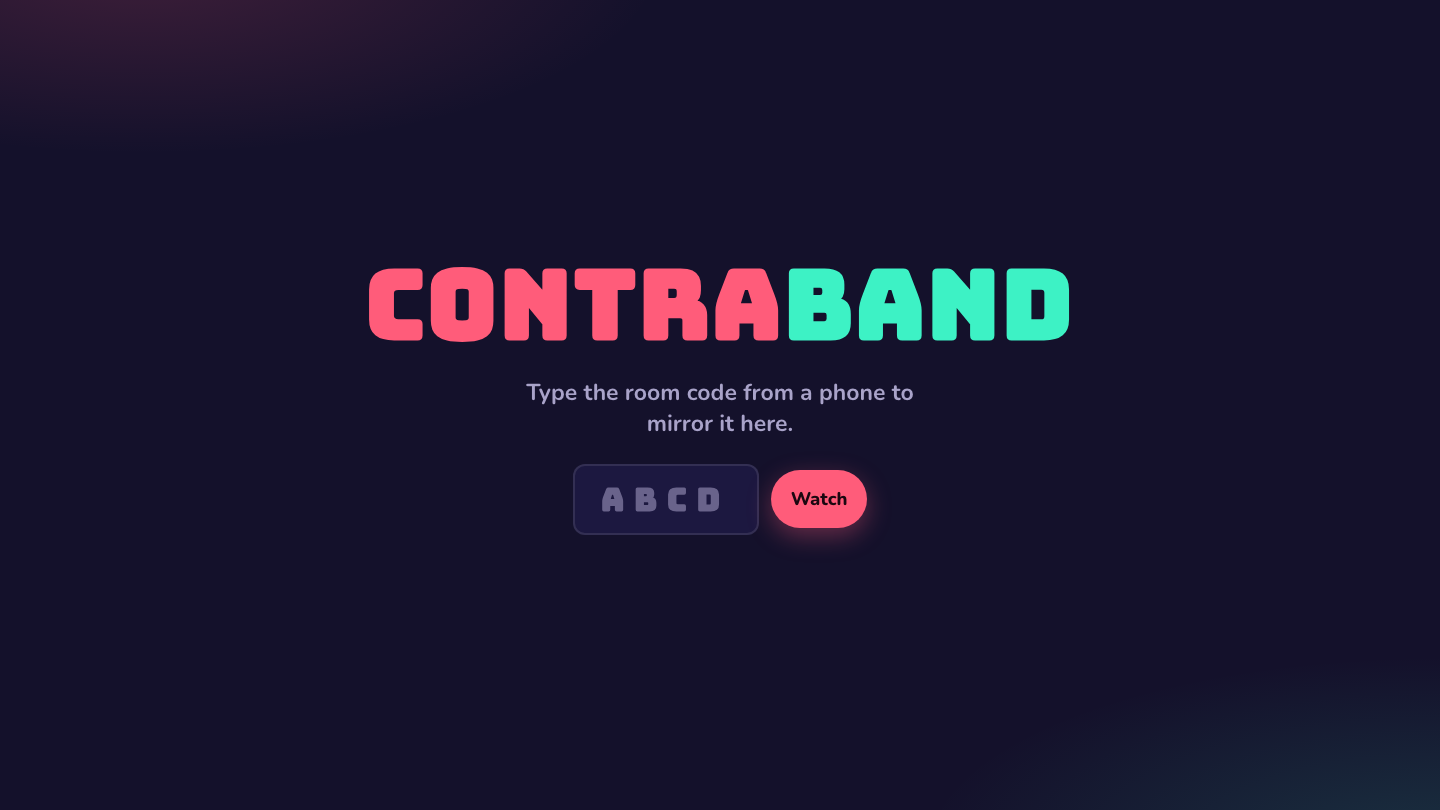 CONTRABAND
Type the room code from a phone to
mirror it here.
ABCD
Watch